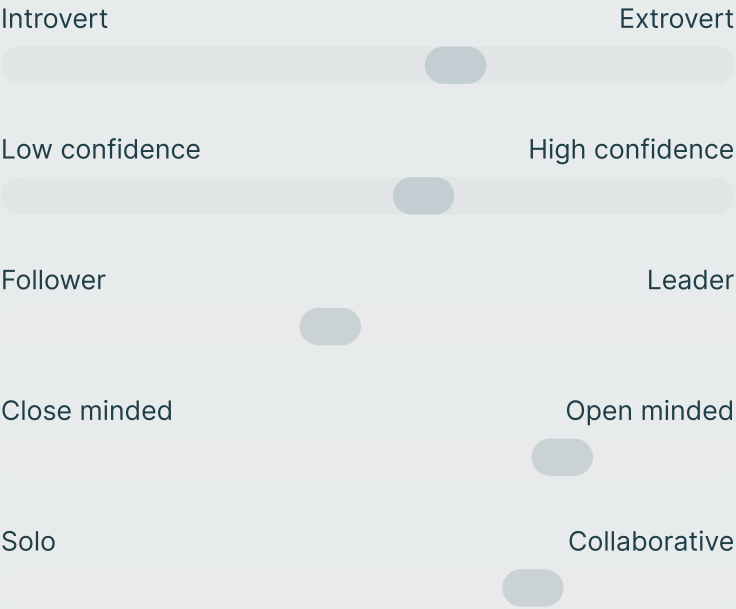 Introvert Extrovert
Low confidence High confidence
Follower Leader
Close minded Open minded
Solo Collaborative